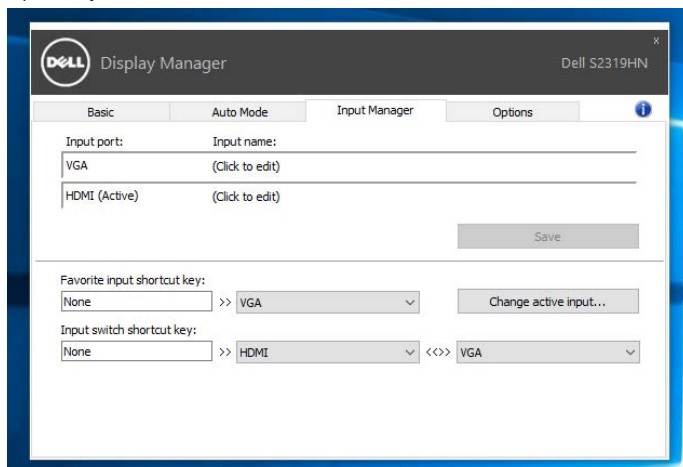 DELL Display Manager
x
Dell S2319HN
Basic Auto Mode Input Manager Options i
Input port: Input name:
VGA (Click to edit)
HDMI (Active) (Click to edit)
Save
Favorite input shortcut key:
None >> VGA Change active input...
Input switch shortcut key:
None >> HDMI <<>> VGA